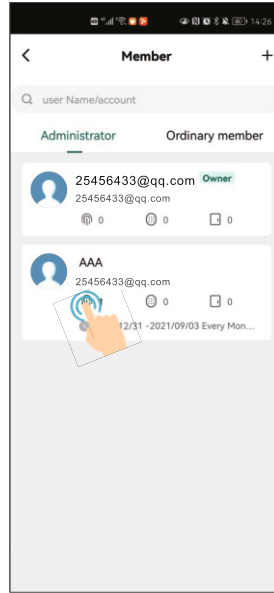 14:26
Member
user Name/account
Administrator Ordinary member
25456433@qq.com Owner
25456433@qq.com
0 0 0
AAA
25456433@qq.com
0 0
12/31 -2021/09/03 Every Mon...